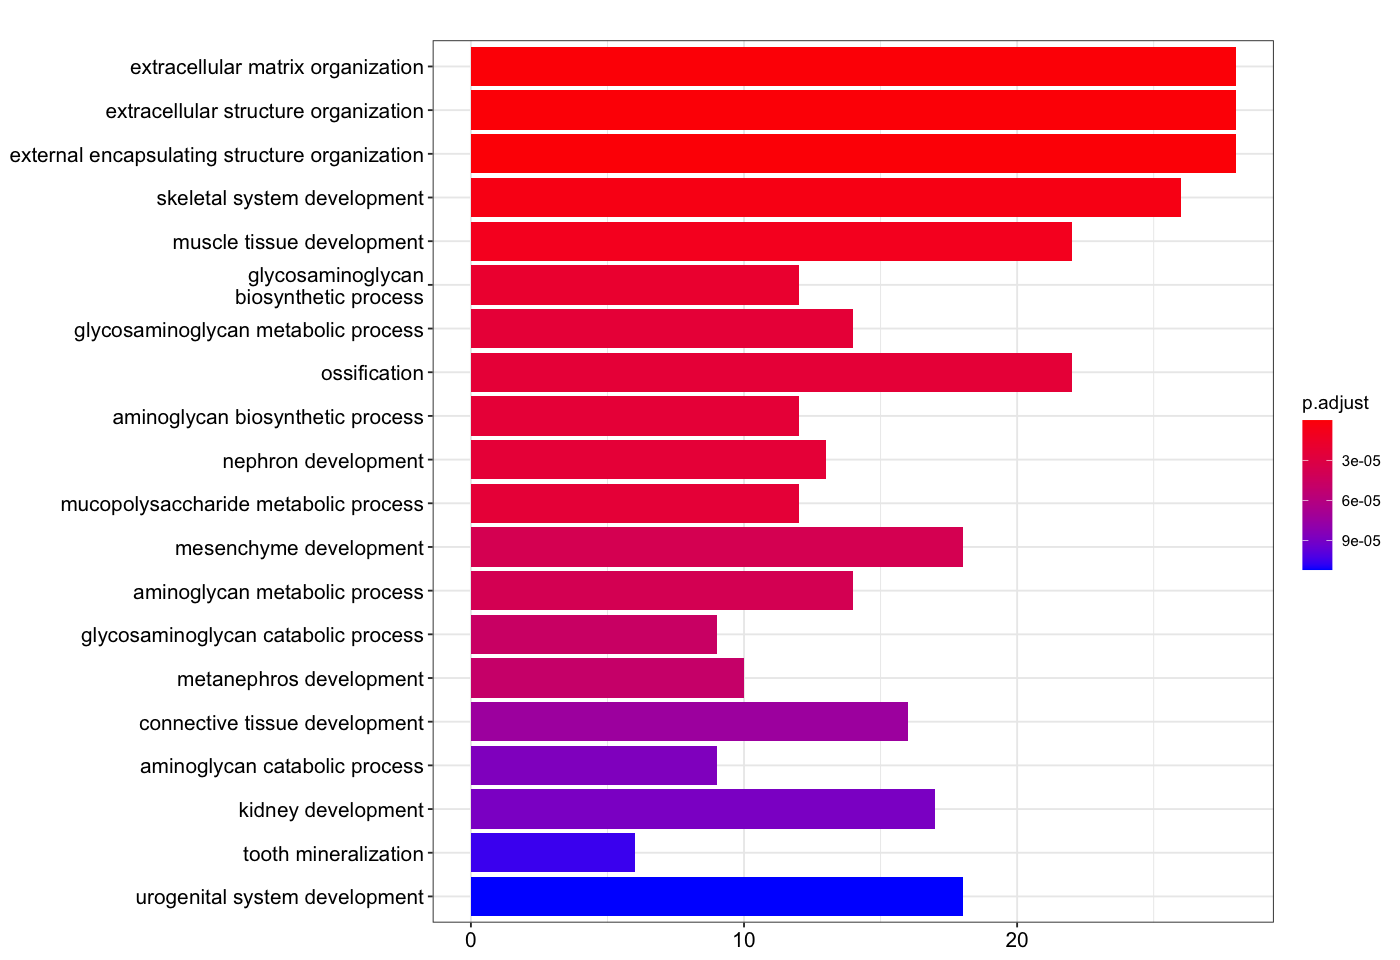 extracellular matrix organization
extracellular structure organization
external encapsulating structure organization
skeletal system development
muscle tissue development
glycosaminoglycan
biosynthetic process
glycosaminoglycan metabolic process
ossification
aminoglycan biosynthetic process
nephron development
mucopolysaccharide metabolic process
mesenchyme development
aminoglycan metabolic process
glycosaminoglycan catabolic process
metanephros development
connective tissue development
aminoglycan catabolic process
kidney development
tooth mineralization
urogenital system development
0 10 20
p.adjust
3e-05
6e-05
9e-05